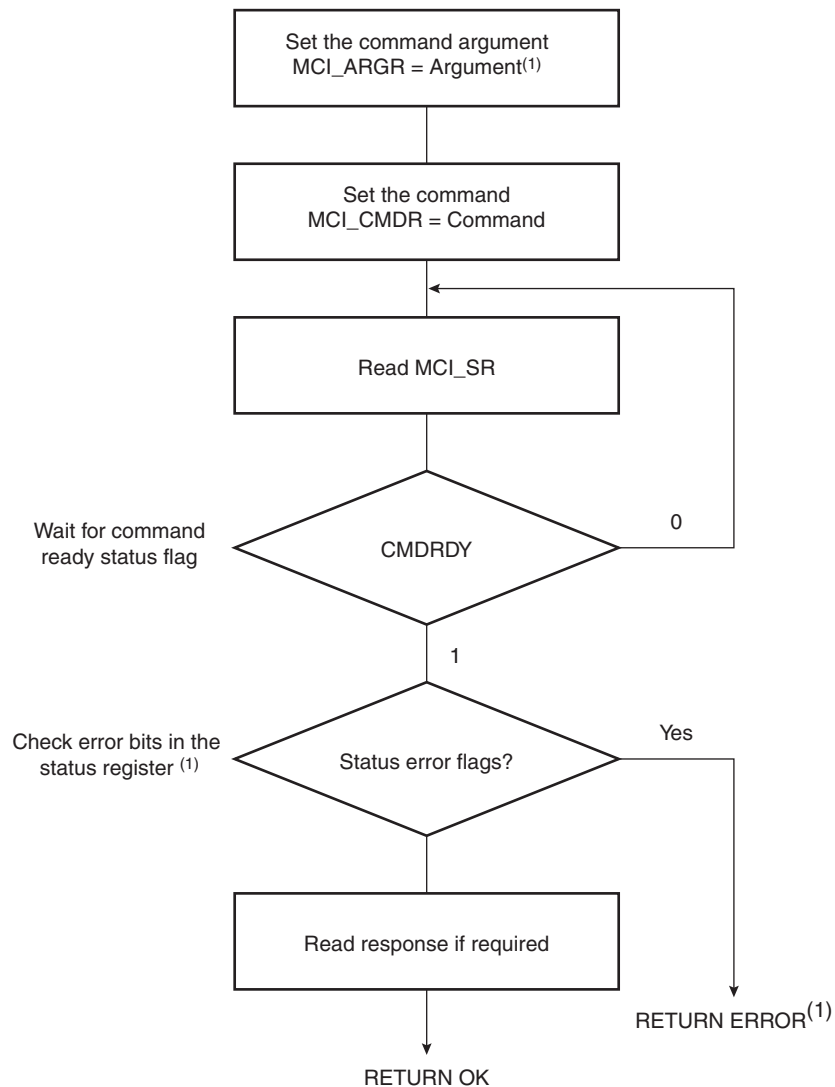 Set the command argument
MCI_ARGR = Argument(1)
Set the command
MCI_CMDR = Command
Read MCI_SR
Wait for command
ready status flag
CMDRDY
0
1
Check error bits in the
status register (1)
Status error flags?
Yes
Read response if required
RETURN ERROR(1)
RETURN OK